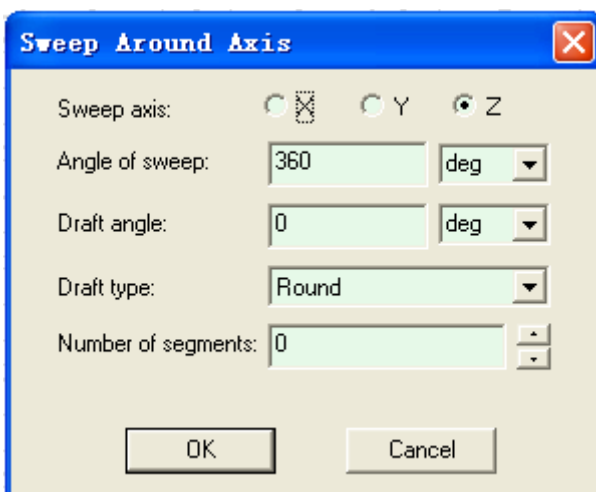 Sweep Around Axis
Sweep axis: X Y Z
Angle of sweep: 360 deg
Draft angle: 0 deg
Draft type: Round
Number of segments: 0
OK Cancel